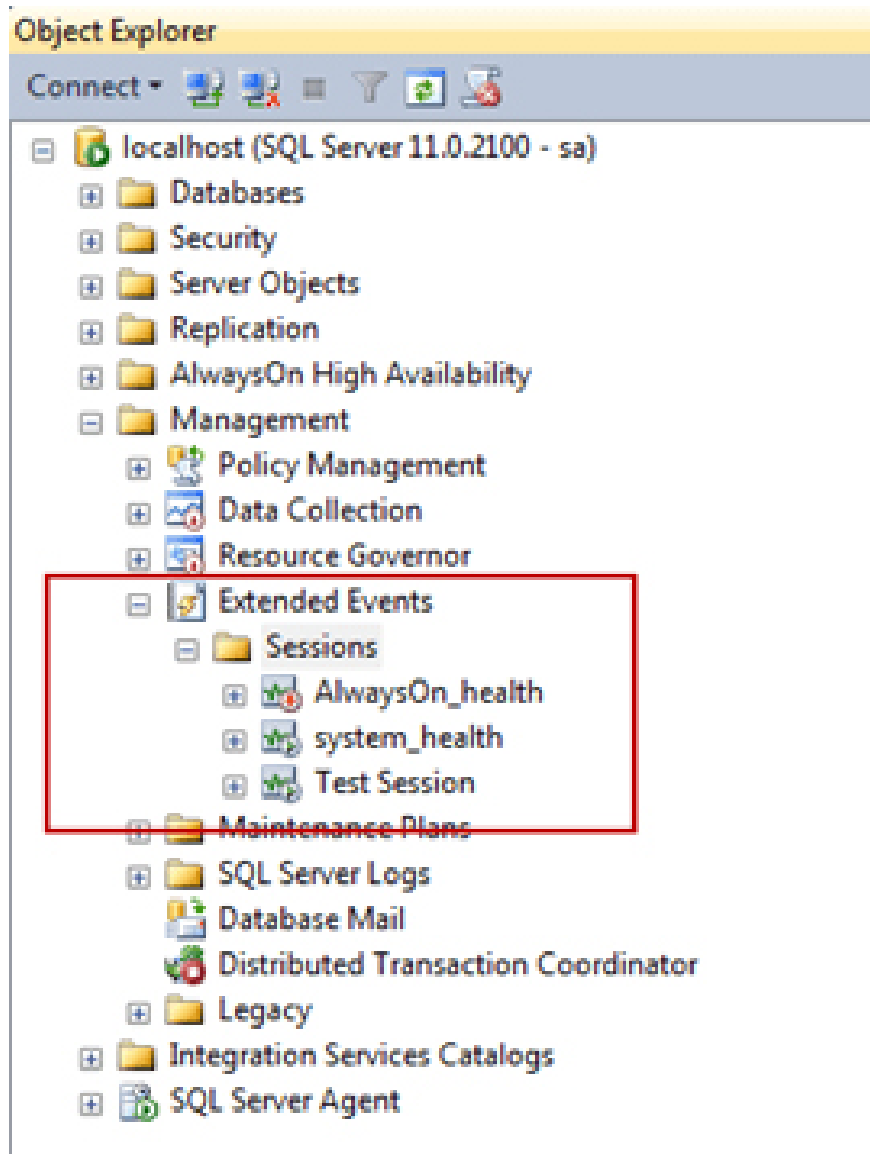 Object Explorer
Connect
localhost (SQL Server 11.0.2100 - sa)
Databases
Security
Server Objects
Replication
AlwaysOn High Availability
Management
Policy Management
Data Collection
Resource Governor
Extended Events
Sessions
AlwaysOn_health
system_health
Test Session
Maintenance Plans
SQL Server Logs
Database Mail
Distributed Transaction Coordinator
Legacy
Integration Services Catalogs
SQL Server Agent